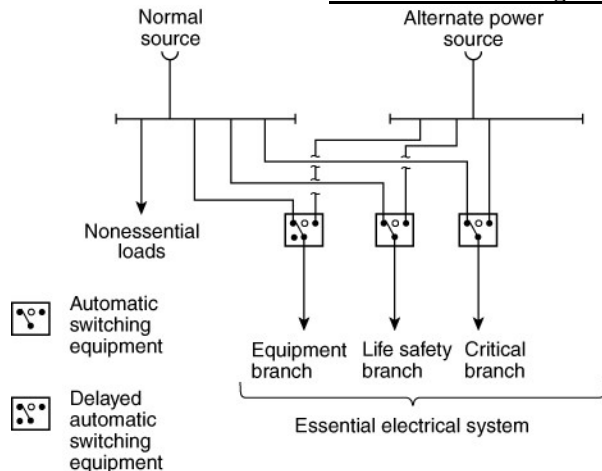 Normal
source
Alternate power
source
Nonessential
loads
Automatic
switching
equipment
Delayed
automatic
switching
equipment
Equipment
branch
Life safety
branch
Critical
branch
Essential electrical system